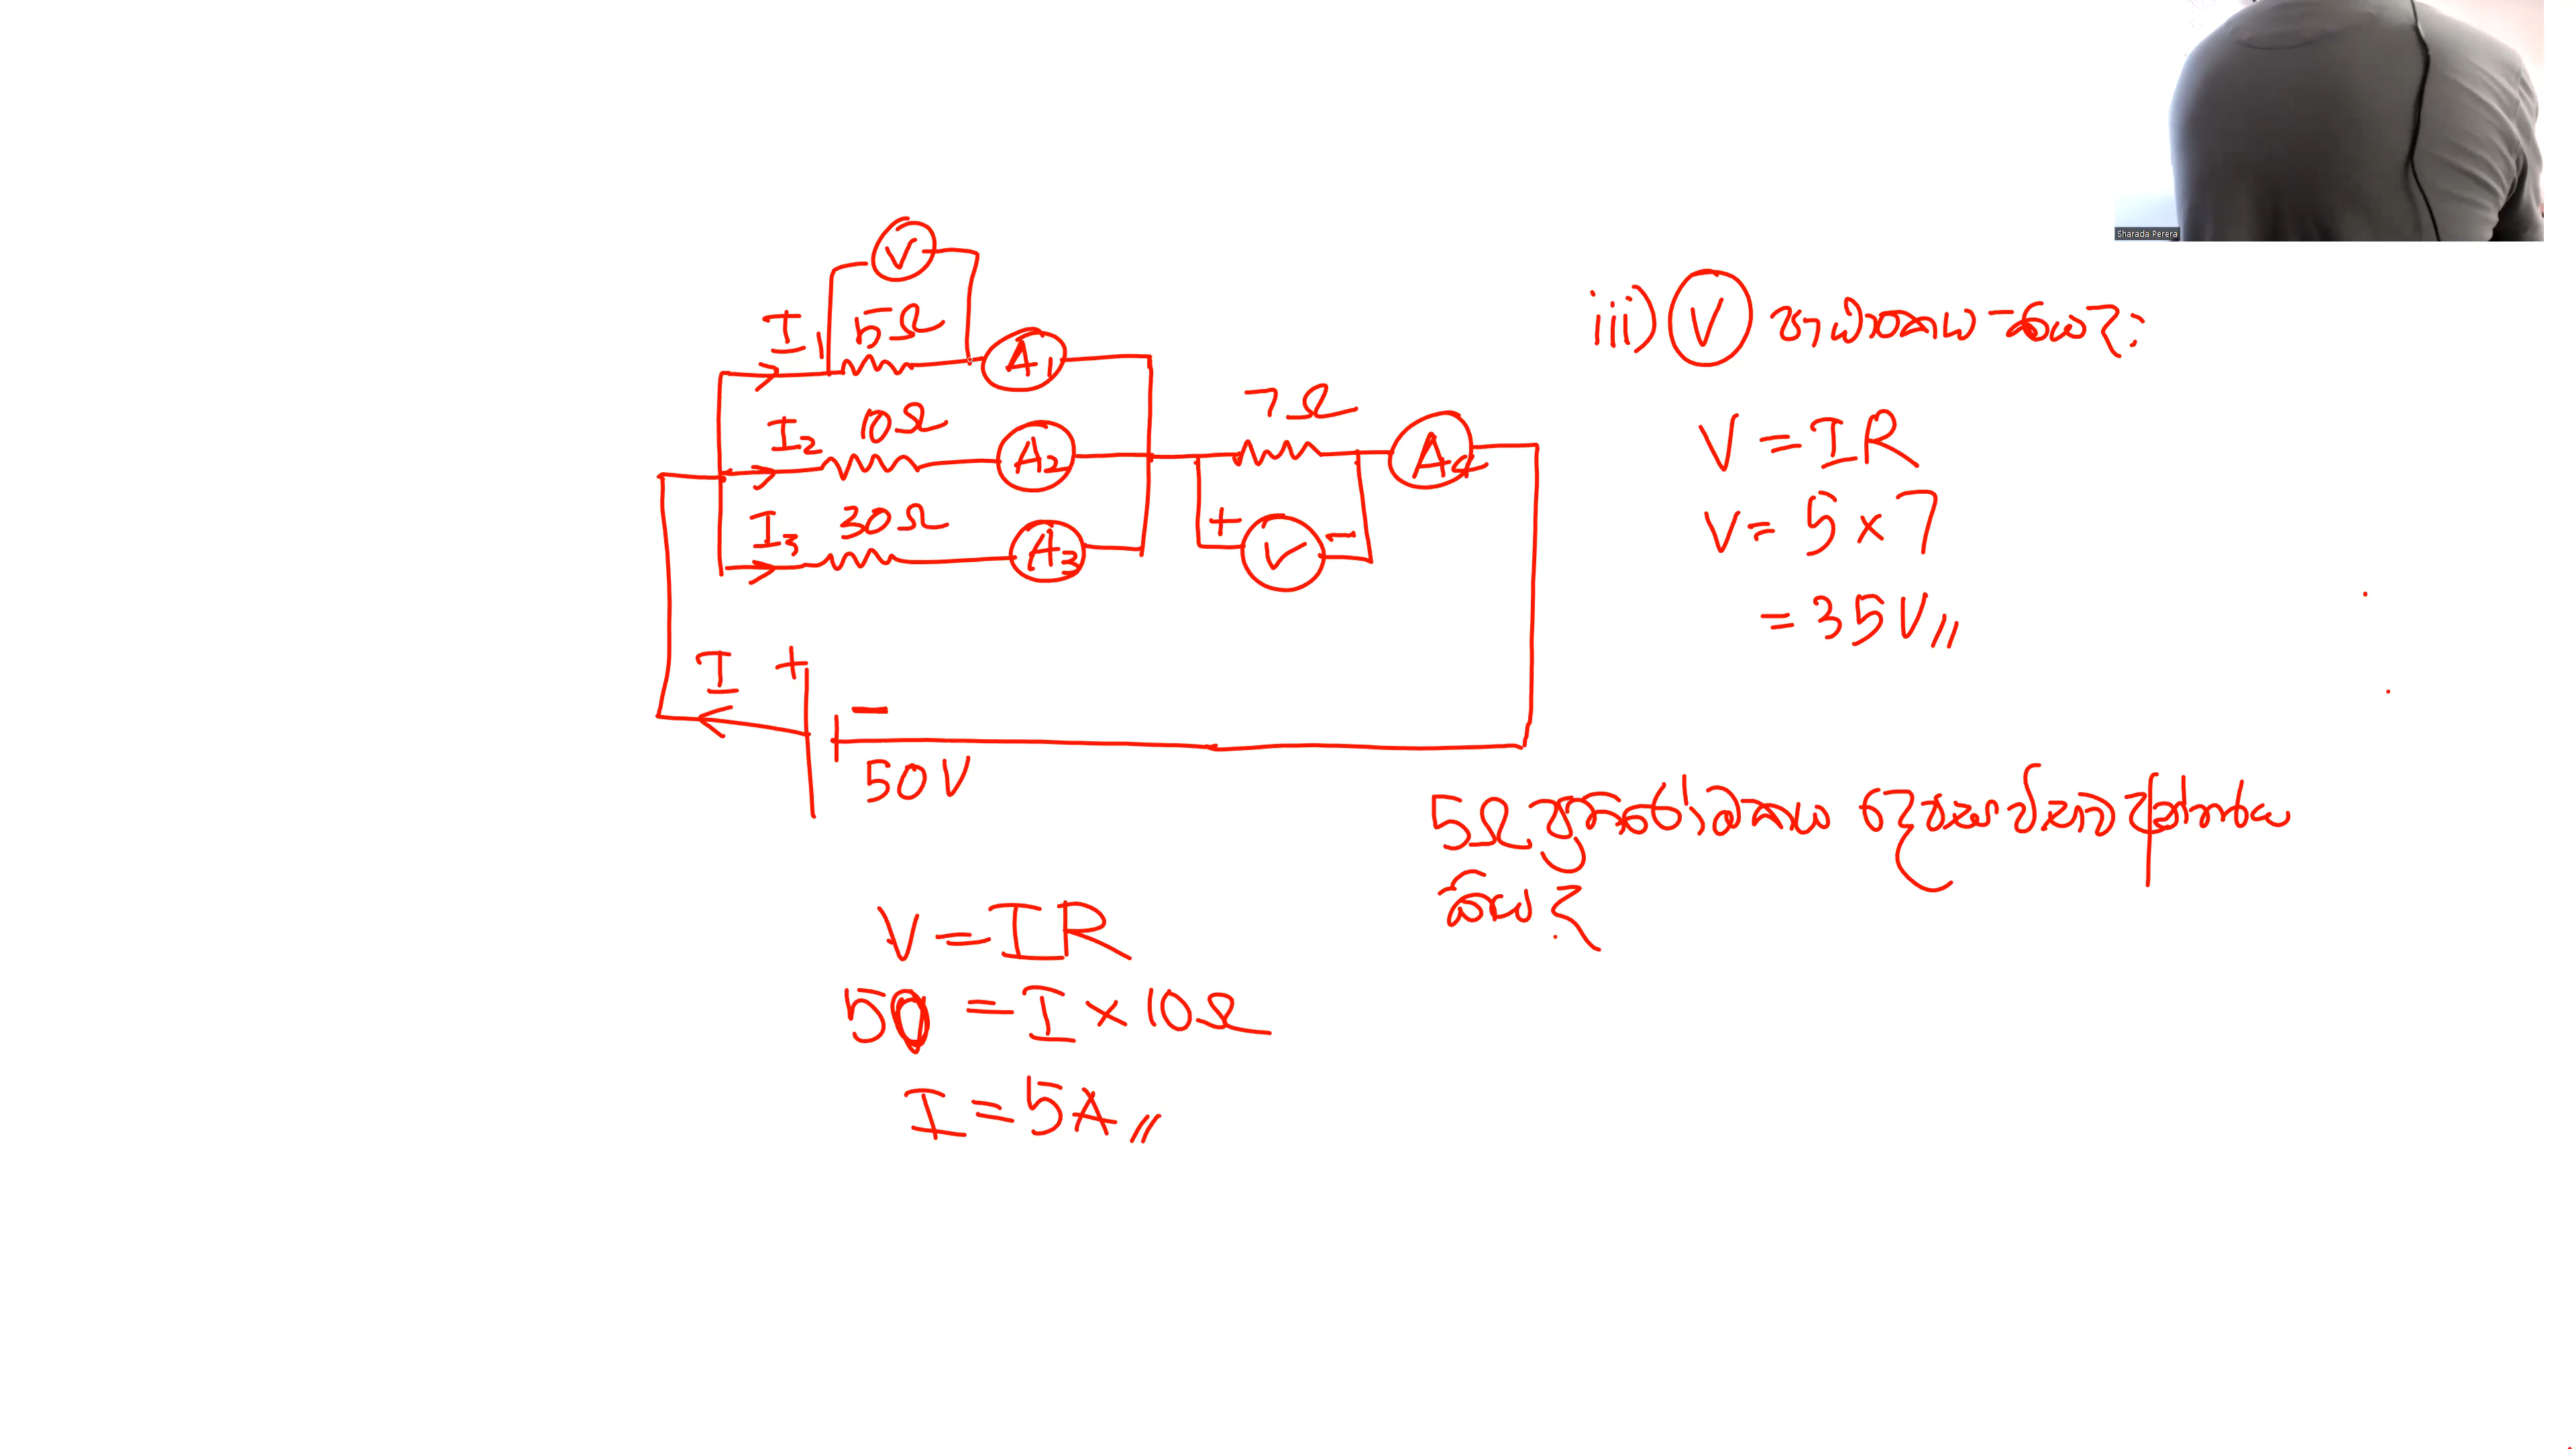 Sharada Perera
V
I₁ 5Ω
A₁
I₂ 10Ω
A₂
7Ω
A₄
I₃ 30Ω
A₃
+ V −
I +
−
50V
V = IR
50 = I × 10Ω
I = 5A //
iii) V පාඨාංකය කීයද?
V = IR
V = 5 × 7
= 35V //
5Ω ප්‍රතිරෝධකය දෙපස විභව අන්තරය
කීයද?